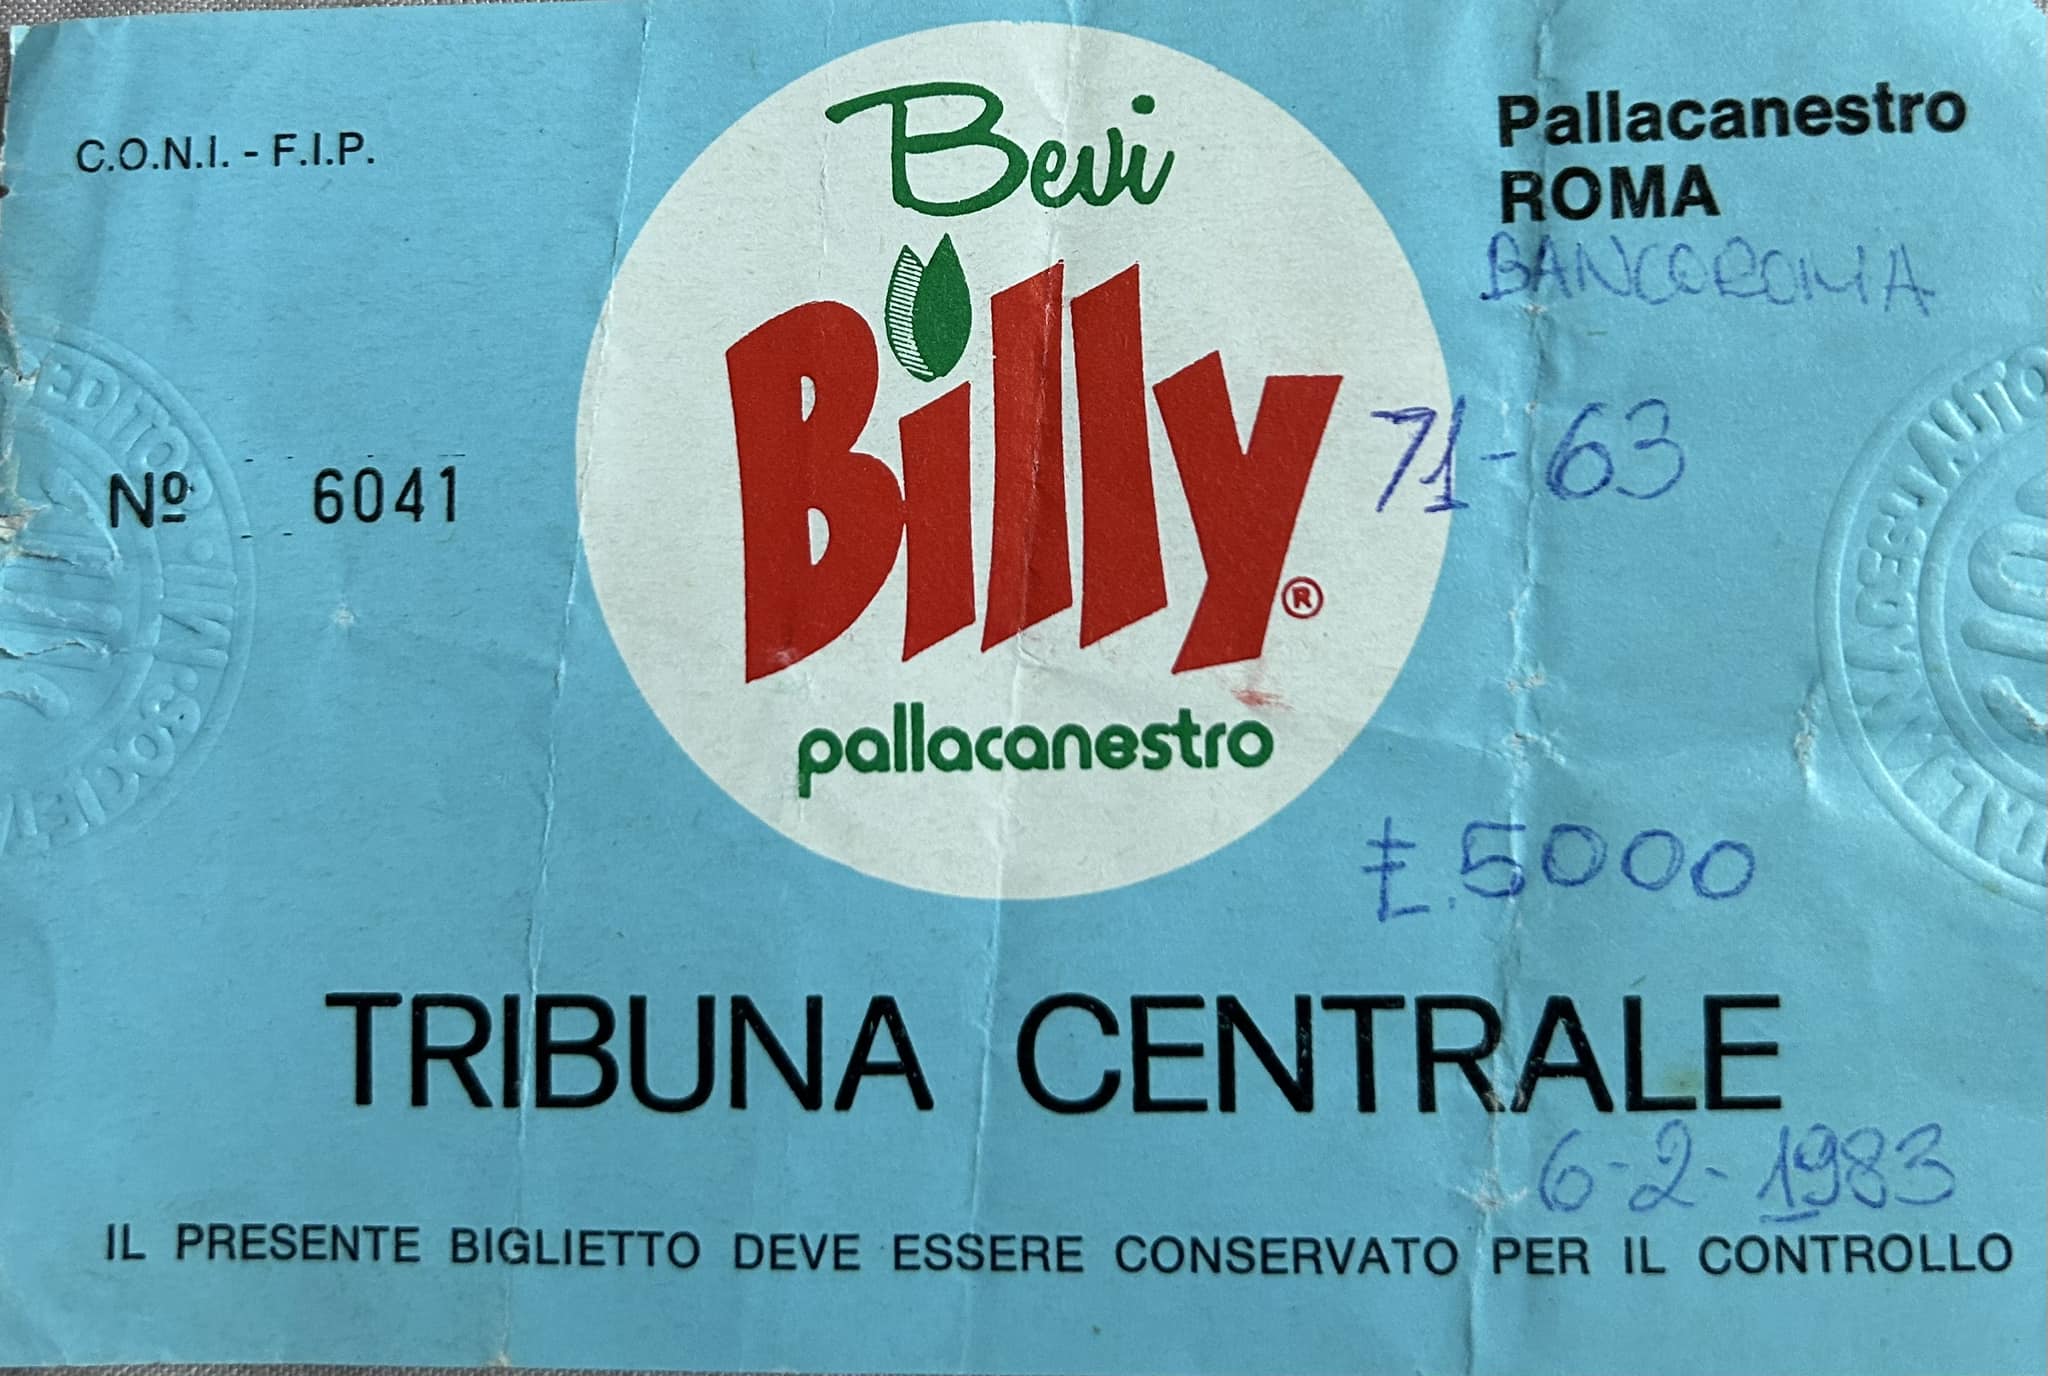 C.O.N.I. - F.I.P.
Bevi
Billy®
pallacanestro
Pallacanestro
ROMA
BANCOROMA
71-63
Nº 6041
£.5000
TRIBUNA CENTRALE
6-2-1983
IL PRESENTE BIGLIETTO DEVE ESSERE CONSERVATO PER IL CONTROLLO